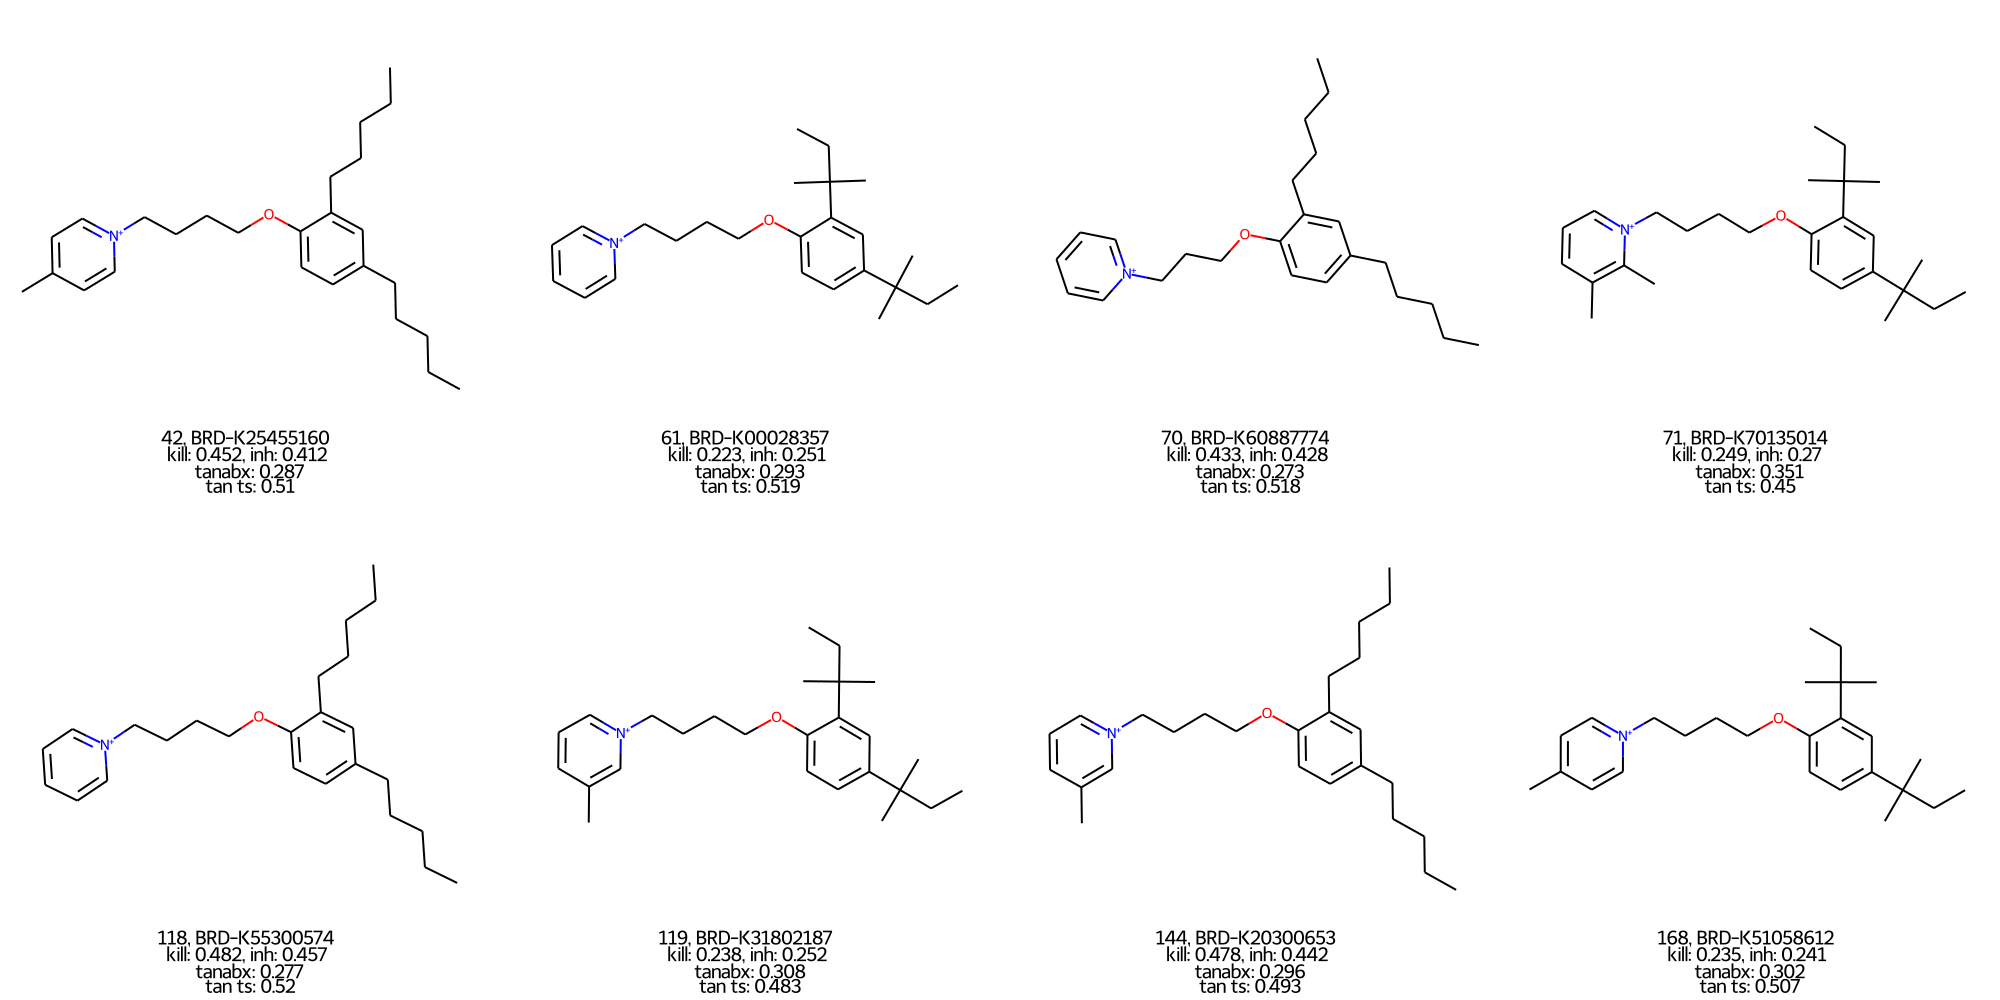 O
N+
O
N+
O
N+
O
N+
42, BRD-K25455160
kill: 0.452, inh: 0.412
tanabx: 0.287
tan ts: 0.51
61, BRD-K00028357
kill: 0.223, inh: 0.251
tanabx: 0.293
tan ts: 0.519
70, BRD-K60887774
kill: 0.433, inh: 0.428
tanabx: 0.273
tan ts: 0.518
71, BRD-K70135014
kill: 0.249, inh: 0.27
tanabx: 0.351
tan ts: 0.45
O
N+
O
N+
O
N+
O
N+
118, BRD-K55300574
kill: 0.482, inh: 0.457
tanabx: 0.277
tan ts: 0.52
119, BRD-K31802187
kill: 0.238, inh: 0.252
tanabx: 0.308
tan ts: 0.483
144, BRD-K20300653
kill: 0.478, inh: 0.442
tanabx: 0.296
tan ts: 0.493
168, BRD-K51058612
kill: 0.235, inh: 0.241
tanabx: 0.302
tan ts: 0.507